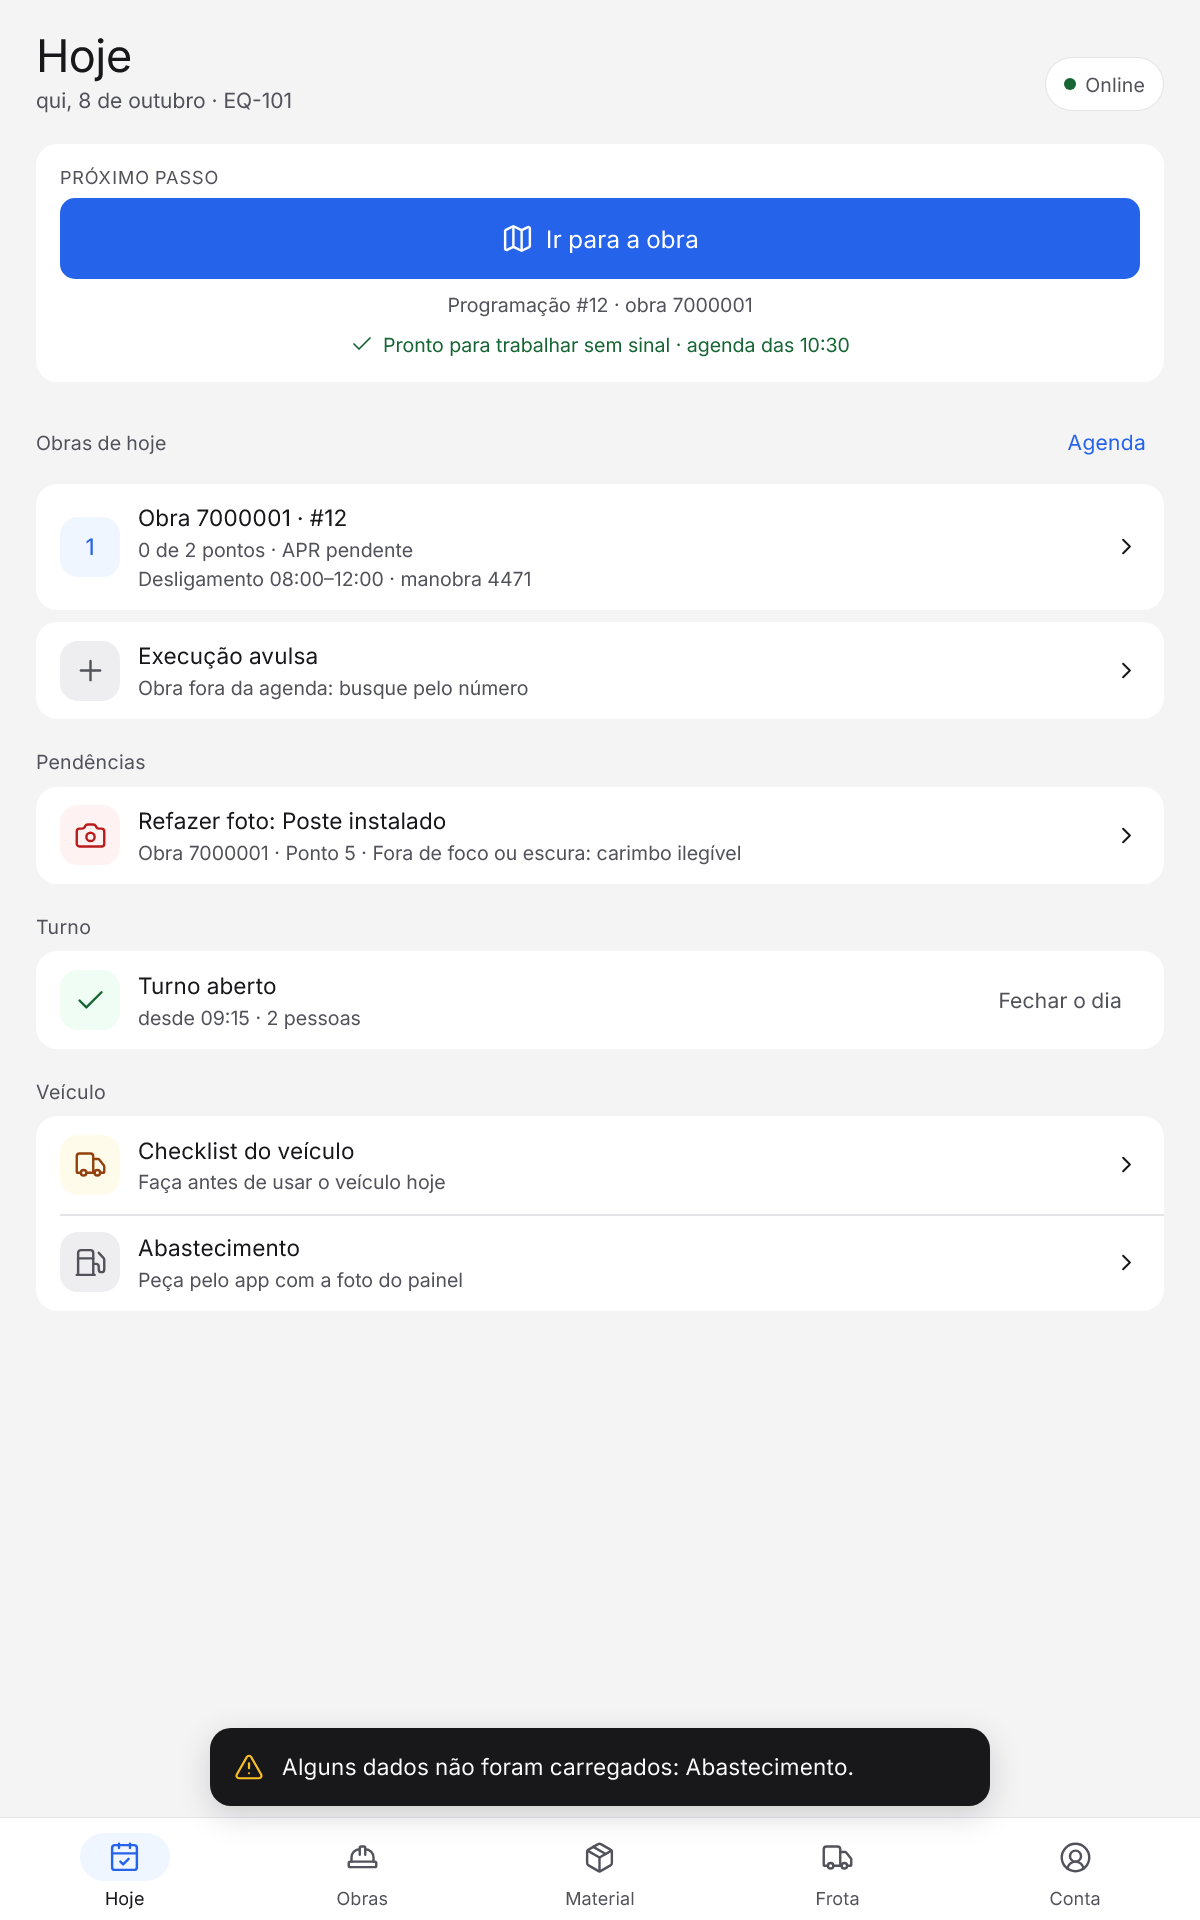 Hoje
qui, 8 de outubro · EQ-101
Online
PRÓXIMO PASSO
Ir para a obra
Programação #12 · obra 7000001
Pronto para trabalhar sem sinal · agenda das 10:30
Obras de hoje
Agenda
1
Obra 7000001 · #12
0 de 2 pontos · APR pendente
Desligamento 08:00–12:00 · manobra 4471
Execução avulsa
Obra fora da agenda: busque pelo número
Pendências
Refazer foto: Poste instalado
Obra 7000001 · Ponto 5 · Fora de foco ou escura: carimbo ilegível
Turno
Turno aberto
desde 09:15 · 2 pessoas
Fechar o dia
Veículo
Checklist do veículo
Faça antes de usar o veículo hoje
Abastecimento
Peça pelo app com a foto do painel
Alguns dados não foram carregados: Abastecimento.
Hoje
Obras
Material
Frota
Conta